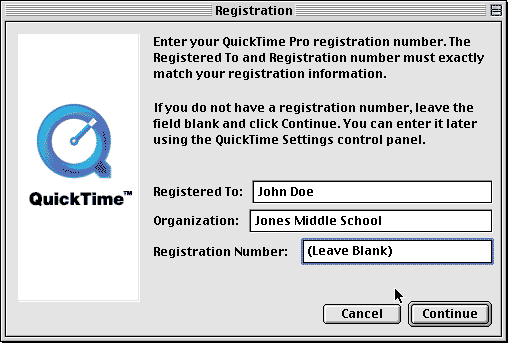 Registration
Enter your QuickTime Pro registration number. The
Registered To and Registration number must exactly
match your registration information.
If you do not have a registration number, leave the
field blank and click Continue. You can enter it later
using the QuickTime Settings control panel.
QuickTime™
Registered To: John Doe
Organization: Jones Middle School
Registration Number: (Leave Blank)
Cancel Continue